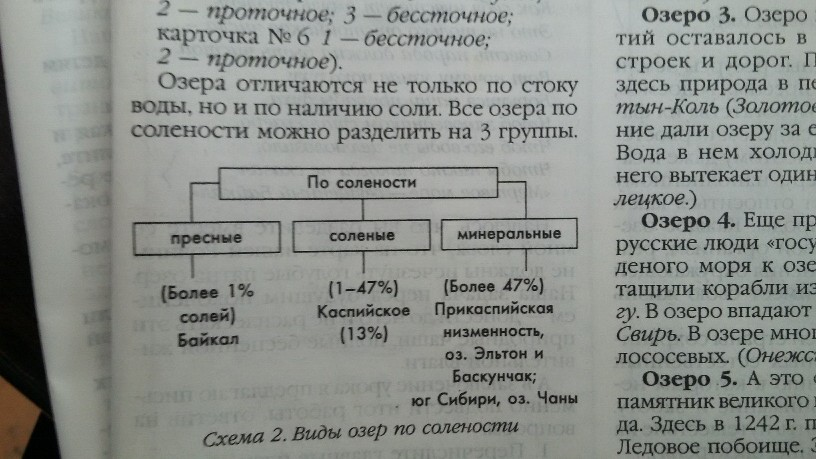 2 — проточное; 3 — бессточное;
карточка № 6 1 — бессточное;
2 — проточное).
Озера отличаются не только по стоку
воды, но и по наличию соли. Все озера по
солености можно разделить на 3 группы.
По солености
пресные
соленые
минеральные
(Более 1%
солей)
Байкал
(1–47%)
Каспийское
(13%)
(Более 47%)
Прикаспийская
низменность,
оз. Эльтон и
Баскунчак;
юг Сибири, оз. Чаны
Схема 2. Виды озер по солености
Озеро 3. Озеро
тий оставалось в
строек и дорог. П
здесь природа в пе
тын-Коль (Золотое
ние дали озеру за е
Вода в нем холодн
него вытекает один
лецкое.)
Озеро 4. Еще пр
русские люди «госу
деного моря к озе
тащили корабли из
гу. В озеро впадают
Свирь. В озере мног
лососевых. (Онежс
Озеро 5. А это
памятник великого
да. Здесь в 1242 г. п
Ледовое побоище. З